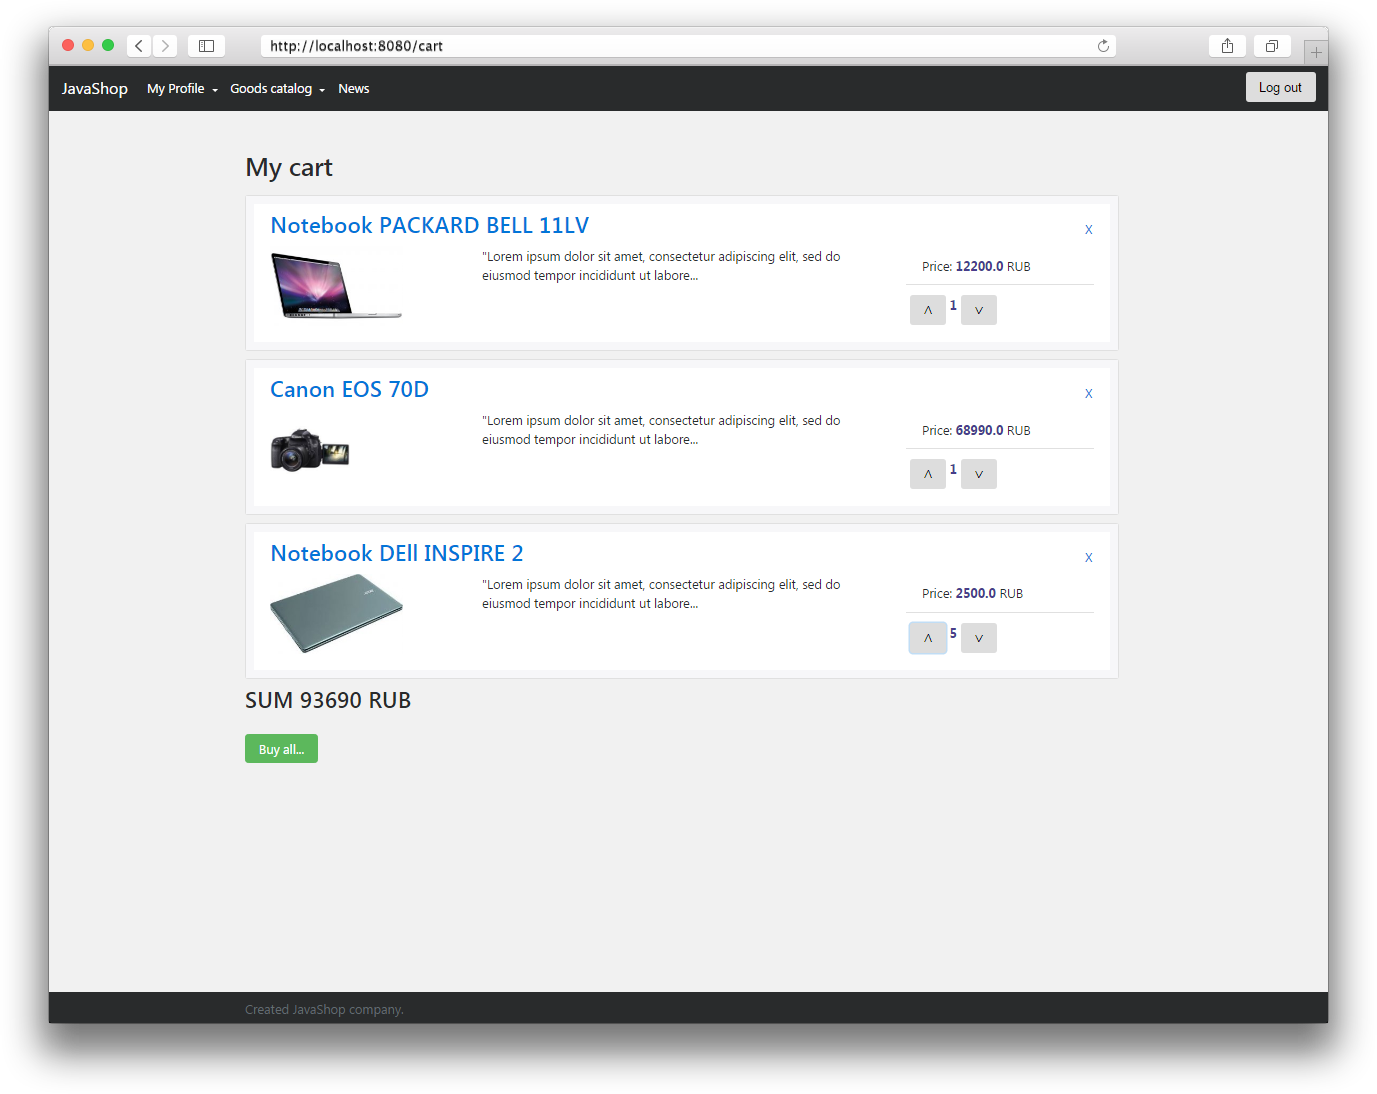 http://localhost:8080/cart
JavaShop My Profile Goods catalog News Log out
My cart
Notebook PACKARD BELL 11LV
X
"Lorem ipsum dolor sit amet, consectetur adipiscing elit, sed do
eiusmod tempor incididunt ut labore...
Price: 12200.0 RUB
˄ 1 ˅
Canon EOS 70D
X
"Lorem ipsum dolor sit amet, consectetur adipiscing elit, sed do
eiusmod tempor incididunt ut labore...
Price: 68990.0 RUB
˄ 1 ˅
Notebook DEll INSPIRE 2
X
"Lorem ipsum dolor sit amet, consectetur adipiscing elit, sed do
eiusmod tempor incididunt ut labore...
Price: 2500.0 RUB
˄ 5 ˅
SUM 93690 RUB
Buy all...
Created JavaShop company.